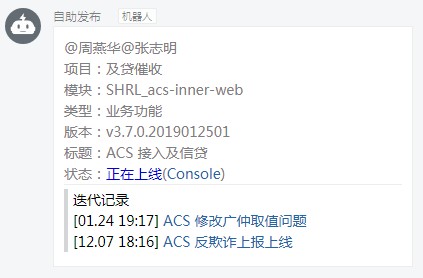 自助发布 机器人
@周燕华@张志明
项目：及贷催收
模块：SHRL_acs-inner-web
类型：业务功能
版本：v3.7.0.2019012501
标题：ACS 接入及信贷
状态：正在上线(Console)
迭代记录
[01.24 19:17] ACS 修改广仲取值问题
[12.07 18:16] ACS 反欺诈上报上线